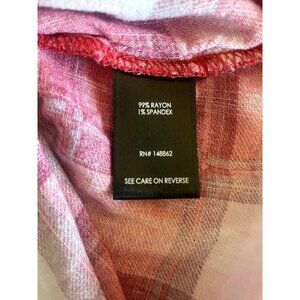 99% RAYON
1% SPANDEX
RN# 148862
SEE CARE ON REVERSE